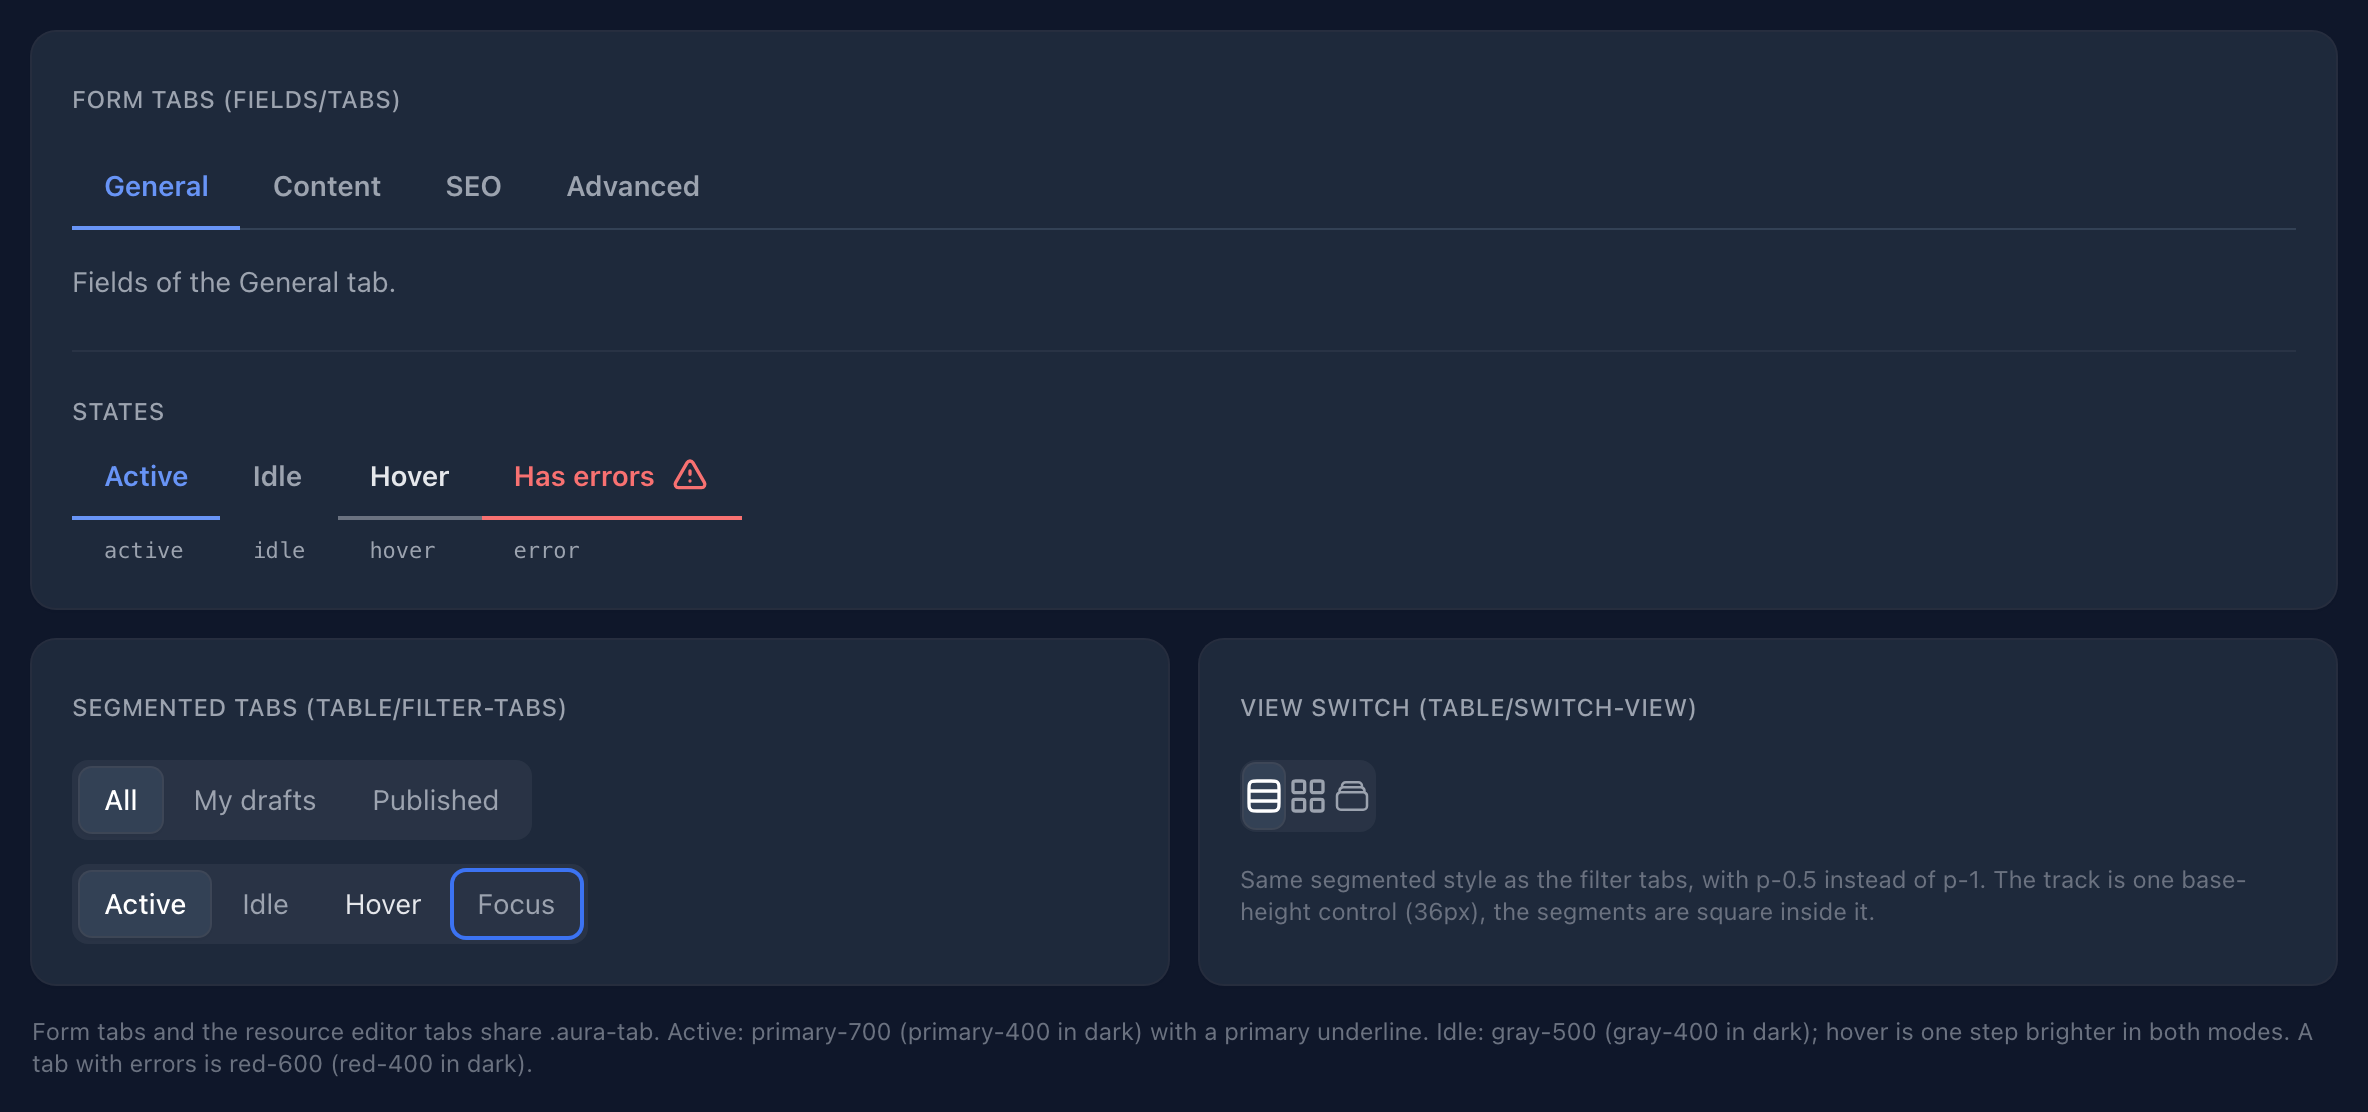 FORM TABS (FIELDS/TABS)
General Content SEO Advanced
Fields of the General tab.
STATES
Active Idle Hover Has errors
active idle hover error
SEGMENTED TABS (TABLE/FILTER-TABS)
All My drafts Published
Active Idle Hover Focus
VIEW SWITCH (TABLE/SWITCH-VIEW)
Same segmented style as the filter tabs, with p-0.5 instead of p-1. The track is one base-
height control (36px), the segments are square inside it.
Form tabs and the resource editor tabs share .aura-tab. Active: primary-700 (primary-400 in dark) with a primary underline. Idle: gray-500 (gray-400 in dark); hover is one step brighter in both modes. A
tab with errors is red-600 (red-400 in dark).